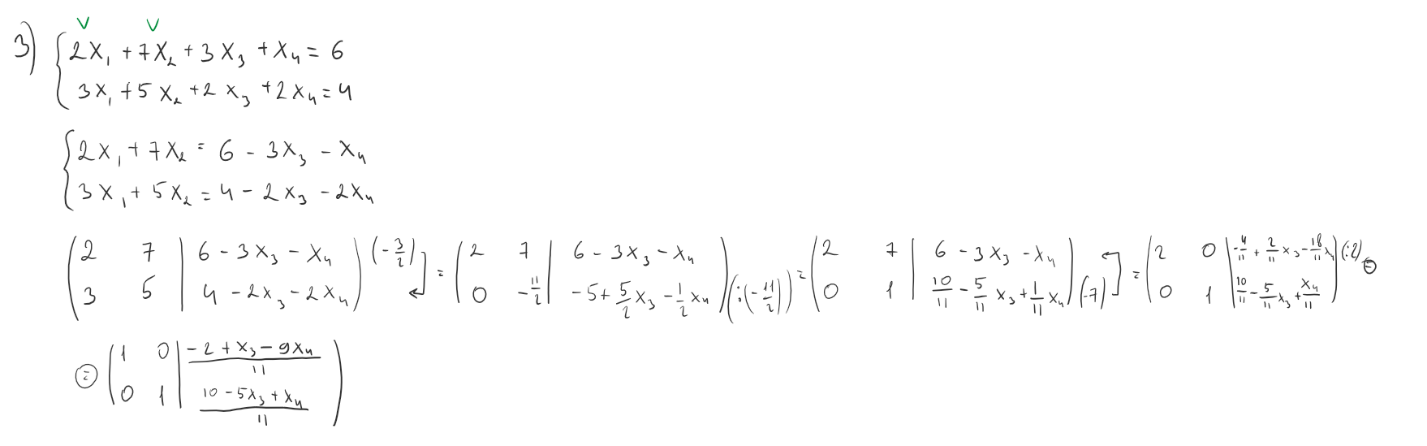 3) { 2x₁ + 7x₂ + 3x₃ + x₄ = 6
3x₁ + 5x₂ + 2x₃ + 2x₄ = 4
{ 2x₁ + 7x₂ = 6 - 3x₃ - x₄
3x₁ + 5x₂ = 4 - 2x₃ - 2x₄
( 2 7 | 6 - 3x₃ - x₄ ) (-3/2) = ( 2 7 | 6 - 3x₃ - x₄ ) = ( 2 7 | 6 - 3x₃ - x₄ ) = ( 2 0 | -4/11 + 2/11 x₃ - 18/11 x₄ ) (:2) =
( 3 5 | 4 - 2x₃ - 2x₄ ) ( 0 -11/2 | -5 + 5/2 x₃ - 1/2 x₄ ) (:(-11/2)) ( 0 1 | 10/11 - 5/11 x₃ + 1/11 x₄ ) (-7) ( 0 1 | 10/11 - 5/11 x₃ + x₄/11 )
= ( 1 0 | (-2 + x₃ - 9x₄)/11 )
( 0 1 | (10 - 5x₃ + x₄)/11 )